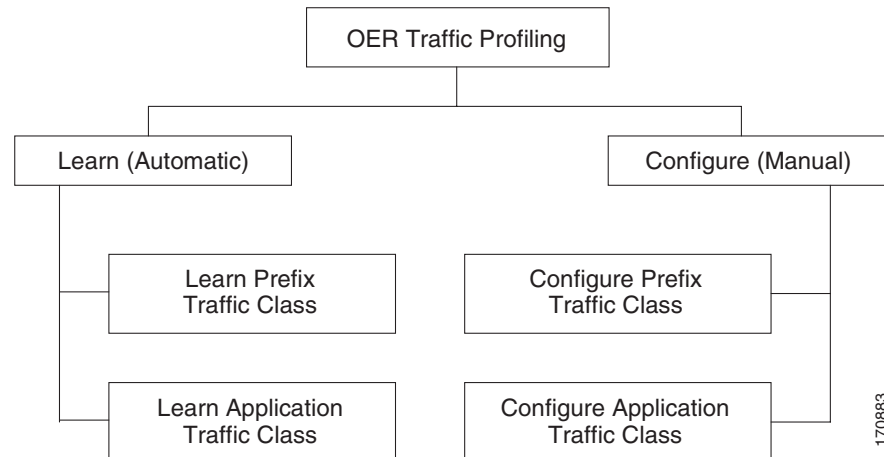 OER Traffic Profiling
Learn (Automatic)
Configure (Manual)
Learn Prefix
Traffic Class
Configure Prefix
Traffic Class
Learn Application
Traffic Class
Configure Application
Traffic Class
170883